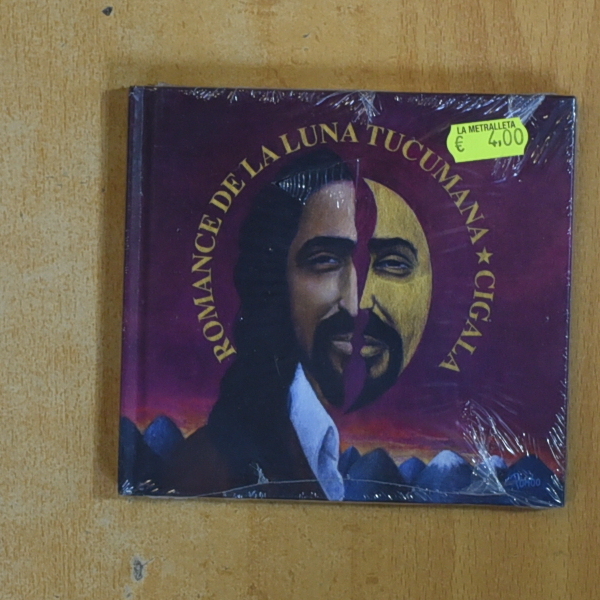 LA METRALLETA
€ 4,00
ROMANCE DE LA LUNA TUCUMANA ★ CIGALA